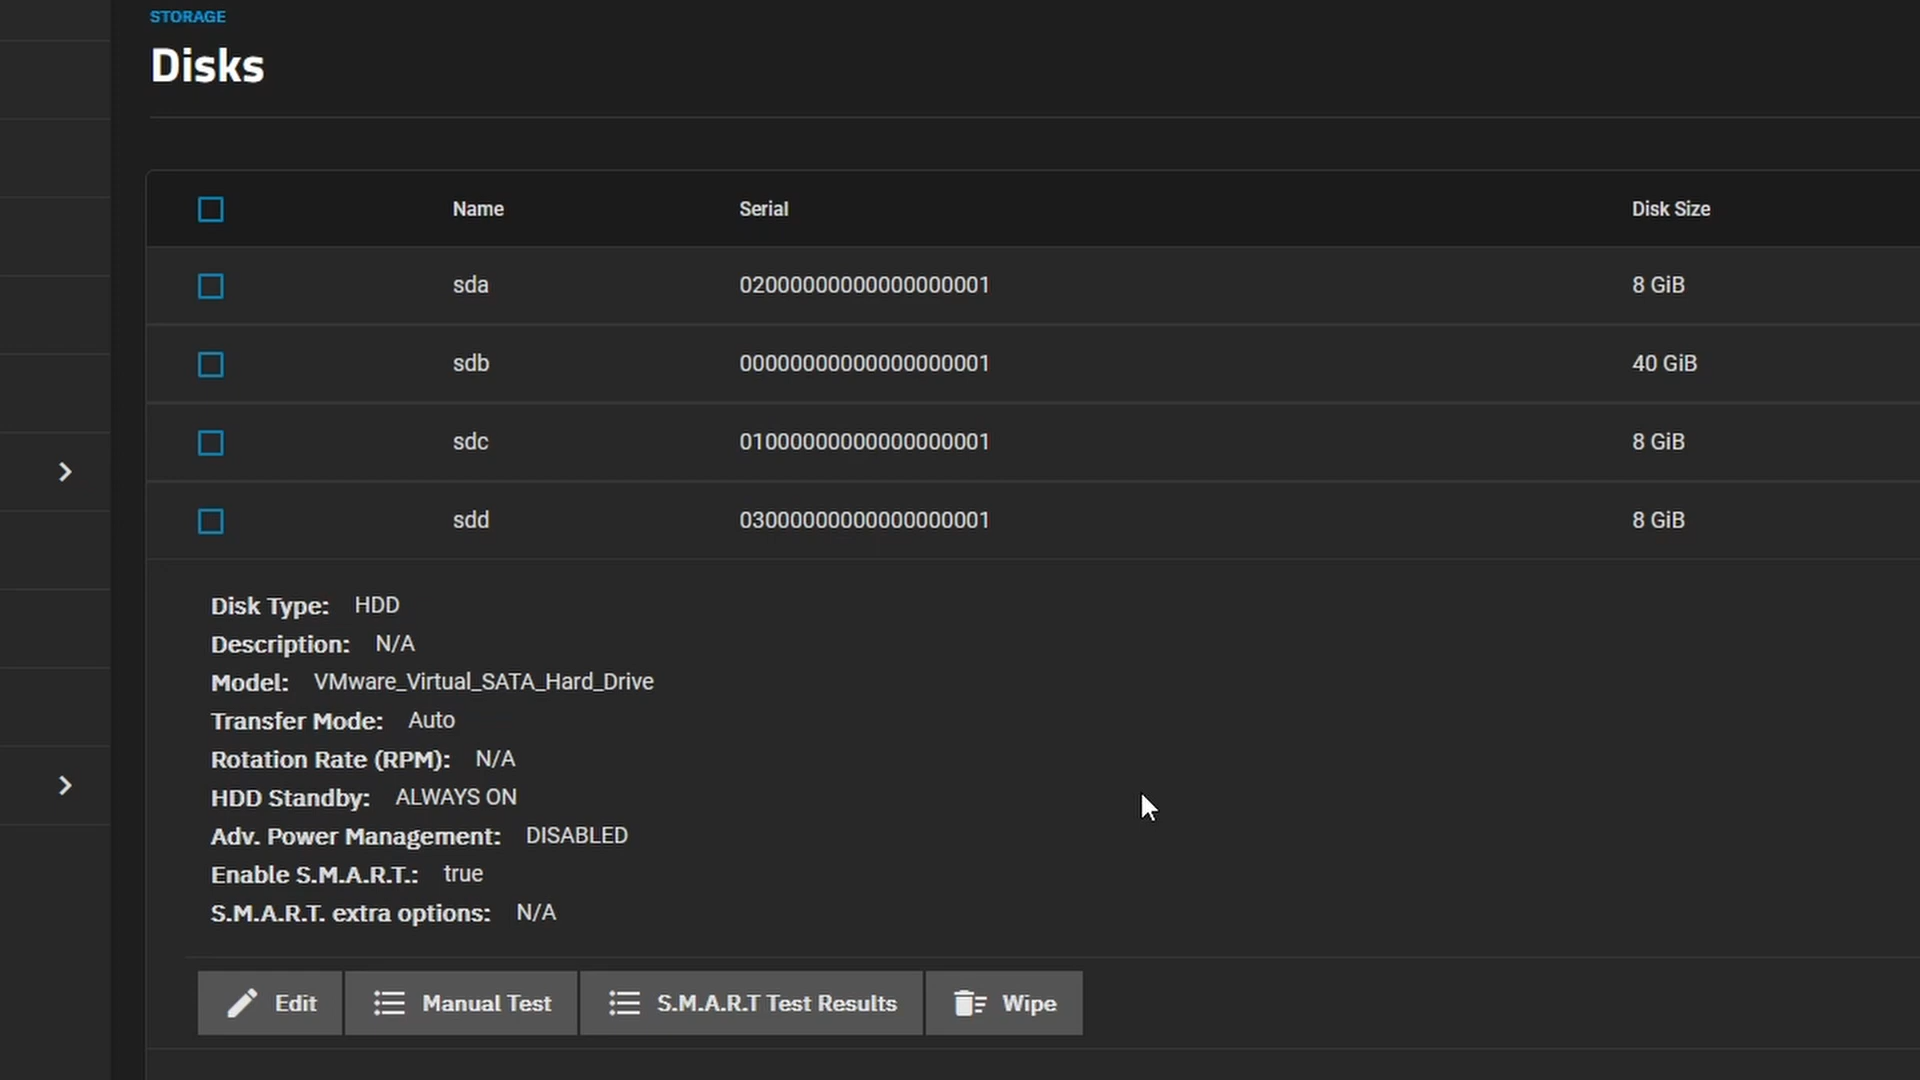 STORAGE
Disks
Name Serial Disk Size
sda 02000000000000000001 8 GiB
sdb 00000000000000000001 40 GiB
sdc 01000000000000000001 8 GiB
sdd 03000000000000000001 8 GiB
Disk Type: HDD
Description: N/A
Model: VMware_Virtual_SATA_Hard_Drive
Transfer Mode: Auto
Rotation Rate (RPM): N/A
HDD Standby: ALWAYS ON
Adv. Power Management: DISABLED
Enable S.M.A.R.T.: true
S.M.A.R.T. extra options: N/A
Edit Manual Test S.M.A.R.T Test Results Wipe